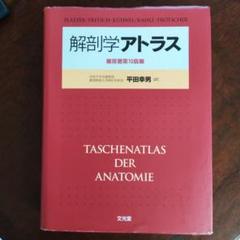 PLATZER/FRITSCH・KÜHNEL/KAHLE・FROTSCHER
解剖学アトラス
原著第10版
平田幸男 訳
TASCHENATLAS
DER
ANATOMIE
文光堂